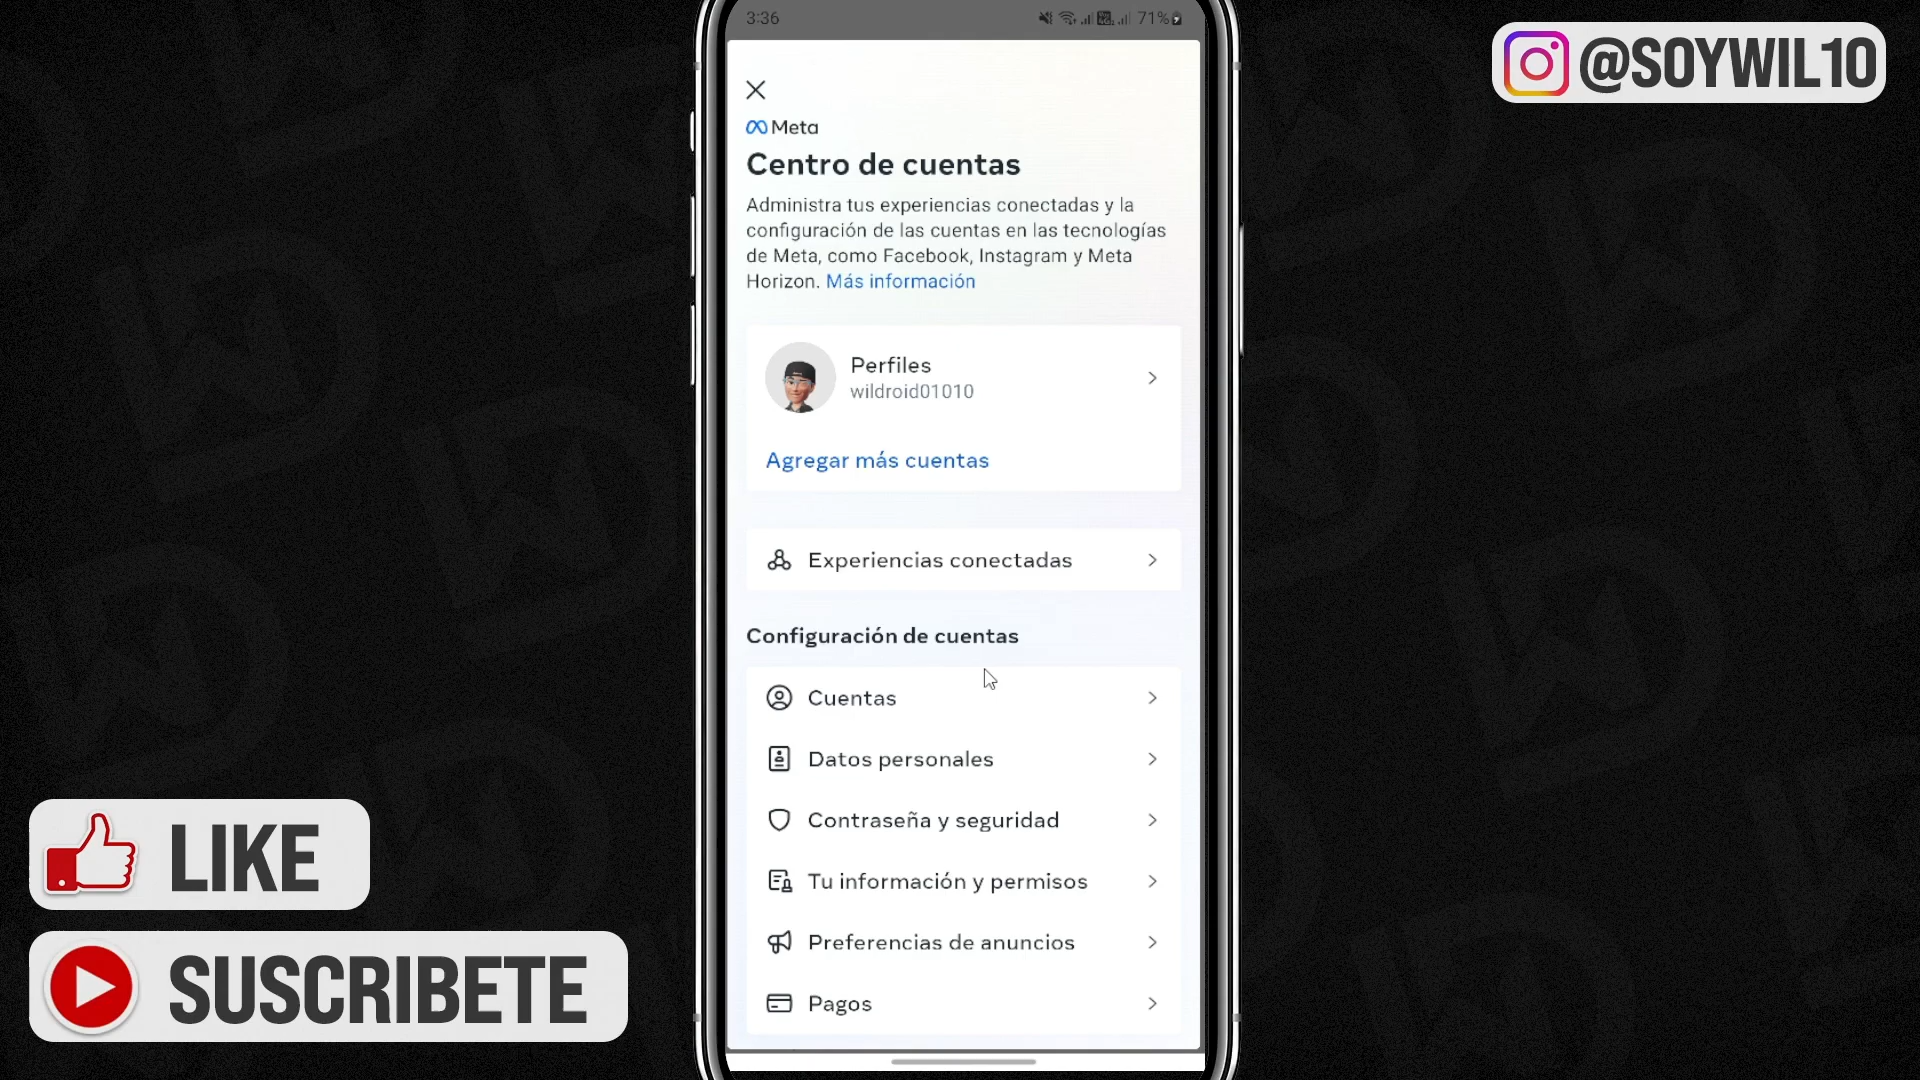 3:36
71%
@SOYWIL10
Meta
Centro de cuentas
Administra tus experiencias conectadas y la
configuración de las cuentas en las tecnologías
de Meta, como Facebook, Instagram y Meta
Horizon. Más información
Perfiles
wildroid01010
Agregar más cuentas
Experiencias conectadas
Configuración de cuentas
Cuentas
Datos personales
Contraseña y seguridad
Tu información y permisos
Preferencias de anuncios
Pagos
LIKE
SUSCRIBETE